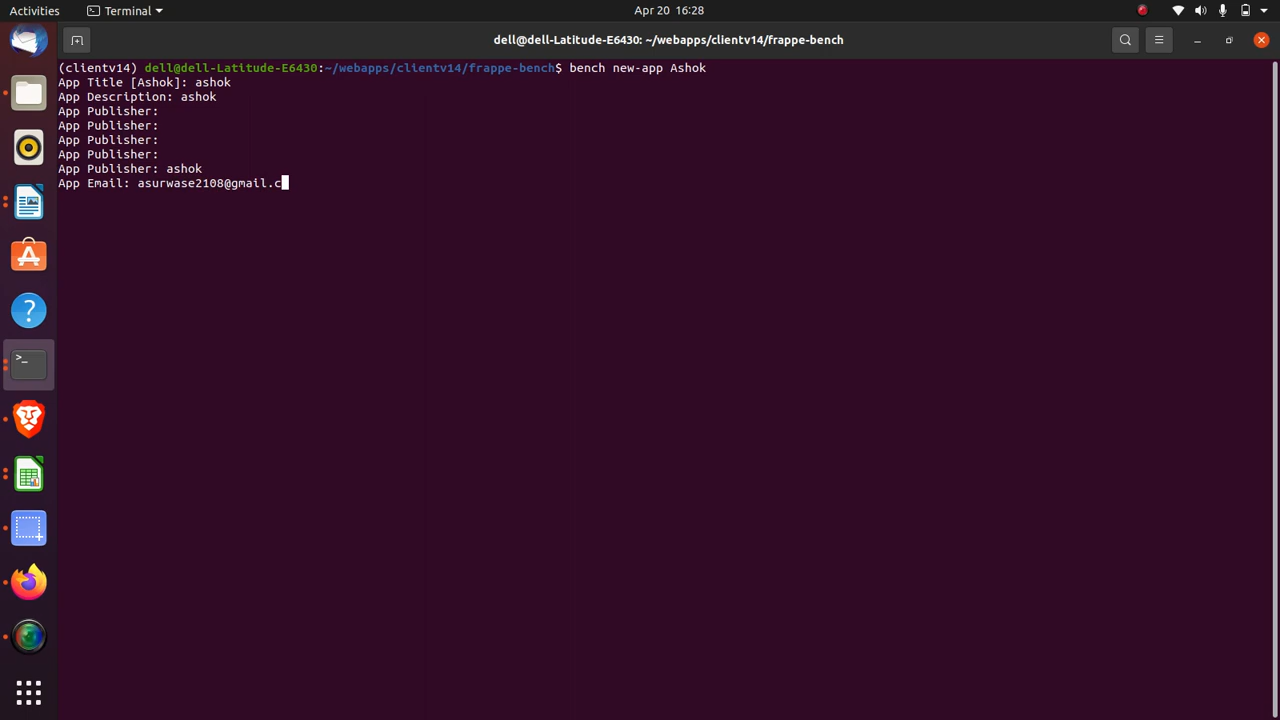 Activities
Terminal
Apr 20 16:28
dell@dell-Latitude-E6430: ~/webapps/clientv14/frappe-bench
(clientv14) dell@dell-Latitude-E6430:~/webapps/clientv14/frappe-bench$ bench new-app Ashok
App Title [Ashok]: ashok
App Description: ashok
App Publisher:
App Publisher:
App Publisher:
App Publisher:
App Publisher: ashok
App Email: asurwase2108@gmail.c